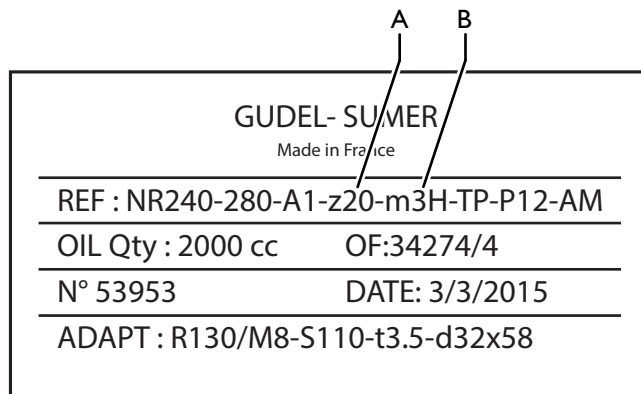 A B
GUDEL- SUMER
Made in France
REF : NR240-280-A1-z20-m3H-TP-P12-AM
OIL Qty : 2000 cc OF:34274/4
N° 53953 DATE: 3/3/2015
ADAPT : R130/M8-S110-t3.5-d32x58